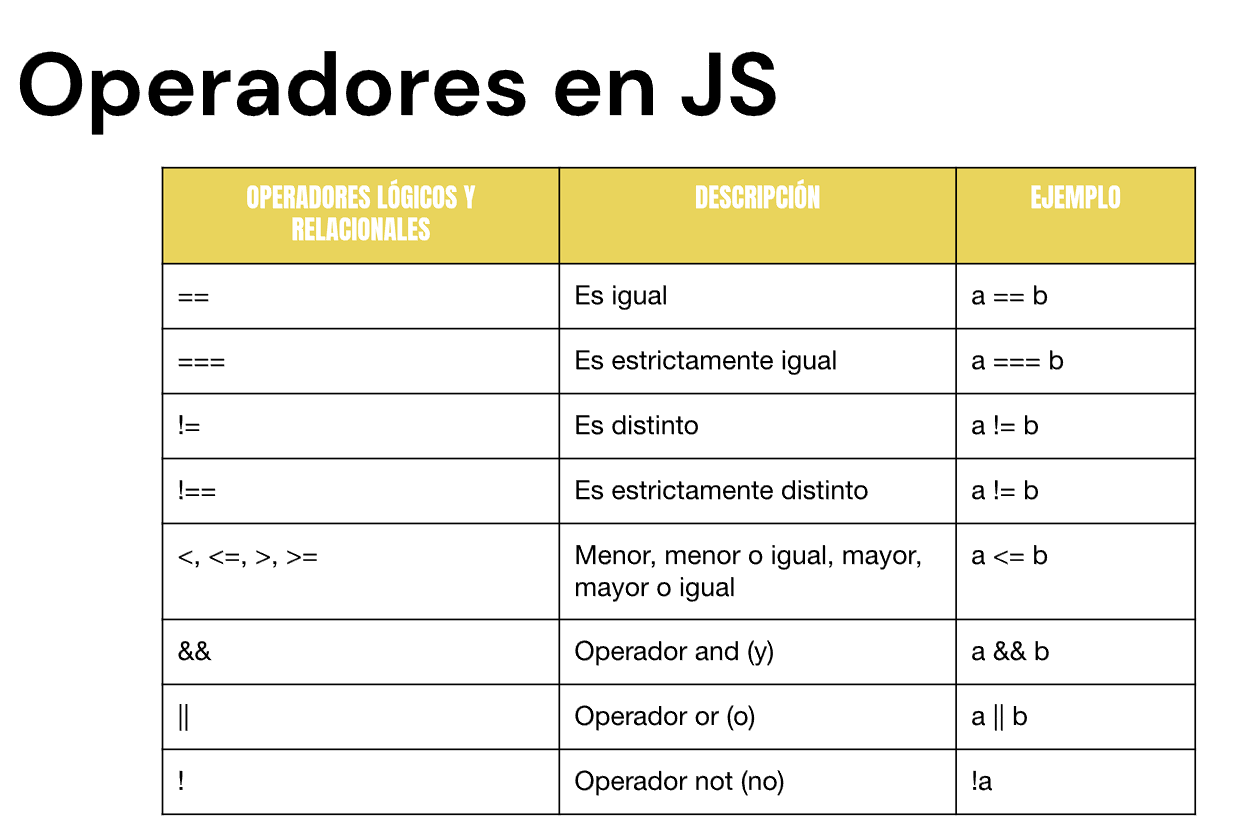 Operadores en JS
OPERADORES LÓGICOS Y
RELACIONALES
DESCRIPCIÓN
EJEMPLO
==
Es igual
a == b
===
Es estrictamente igual
a === b
!=
Es distinto
a != b
!==
Es estrictamente distinto
a != b
<, <=, >, >=
Menor, menor o igual, mayor,
mayor o igual
a <= b
&&
Operador and (y)
a && b
||
Operador or (o)
a || b
!
Operador not (no)
!a